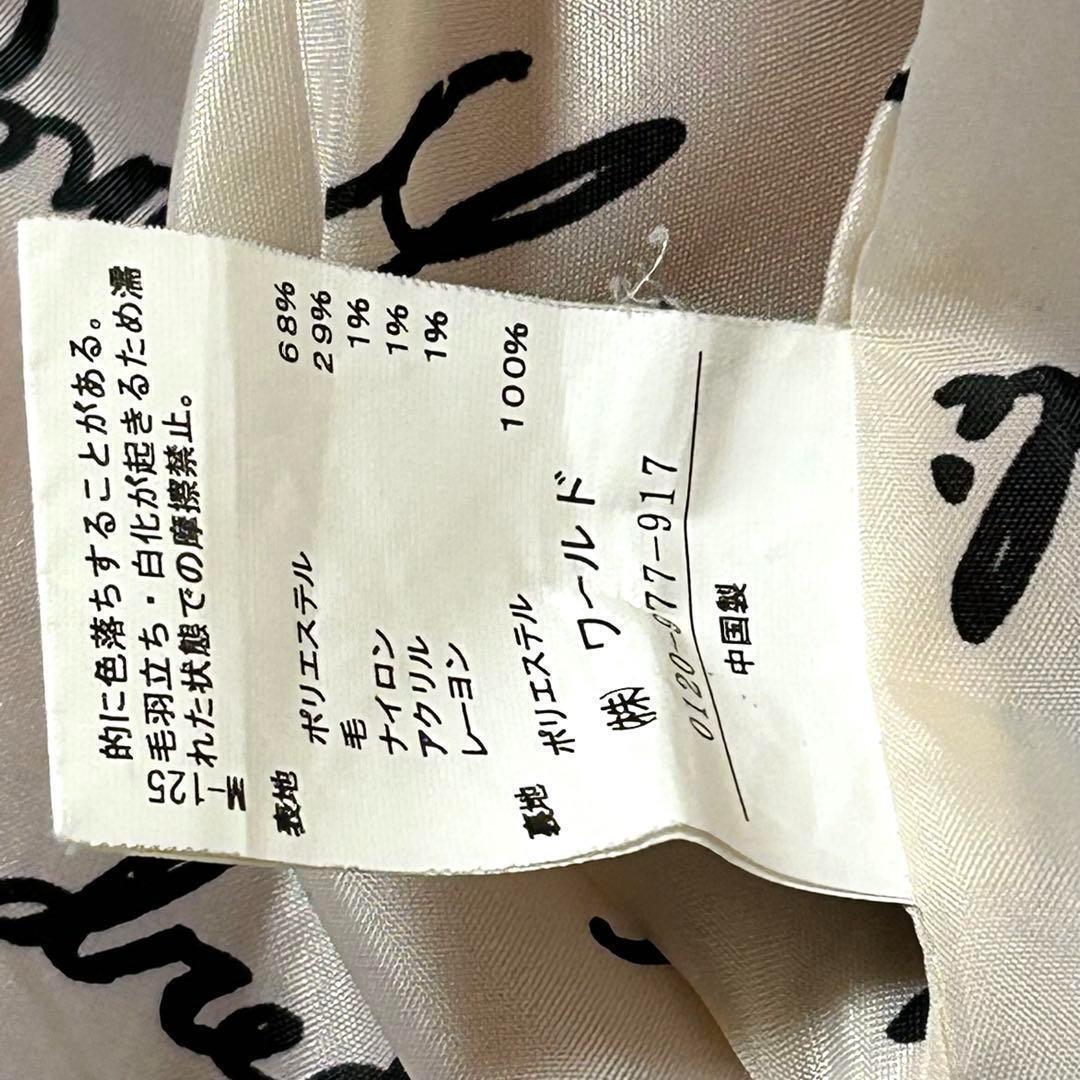 的に色落ちすることがある。
毛羽立ち・白化が起きるため濡
れた状態での摩擦禁止。
25
表地
ポリエステル 68%
毛 29%
ナイロン 1%
アクリル 1%
レーヨン 1%
裏地
ポリエステル 100%
㈱ ワールド
0120-977-917
中国製